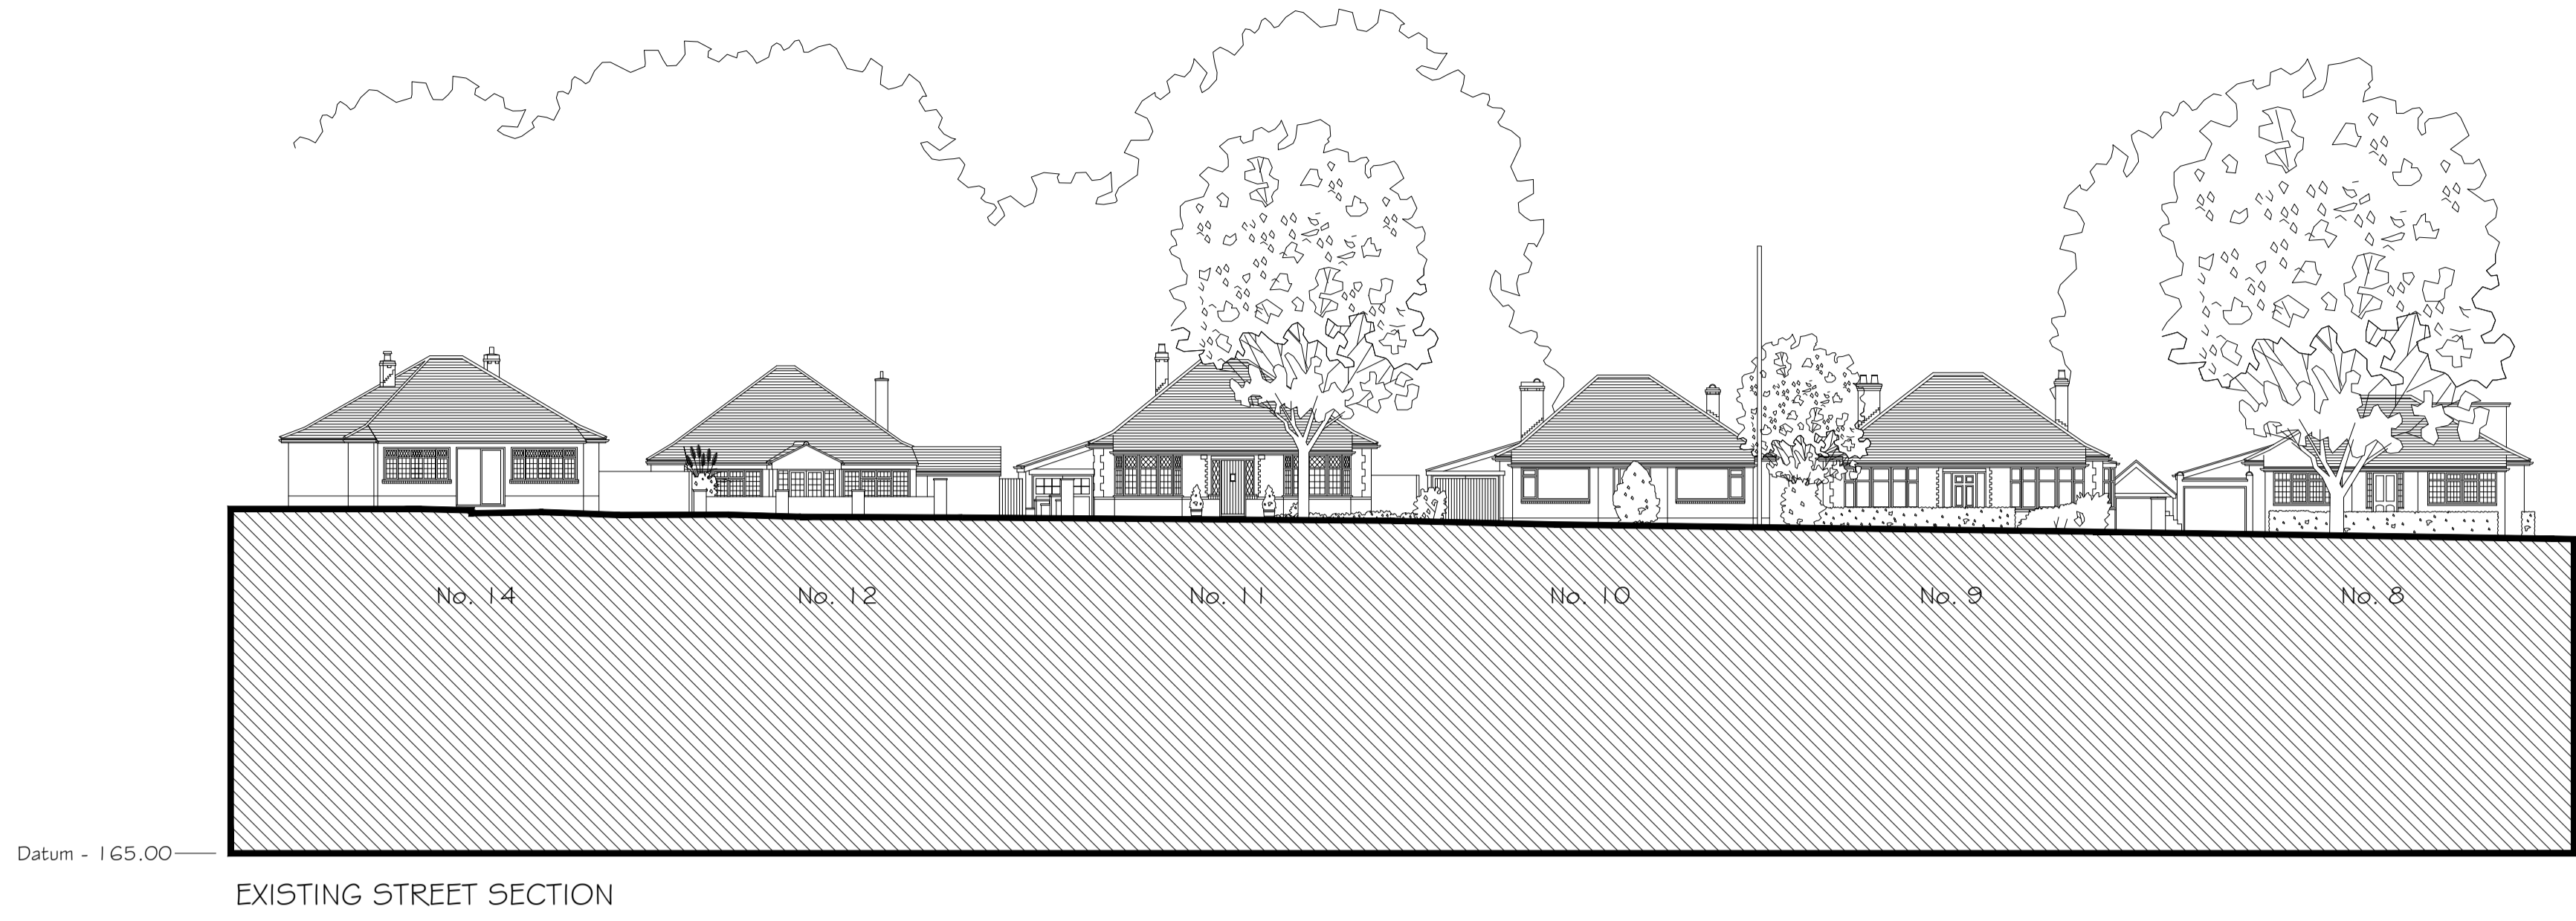 No. 14
No. 12
No. 11
No. 10
No. 9
No. 8
Datum - 165.00
EXISTING STREET SECTION